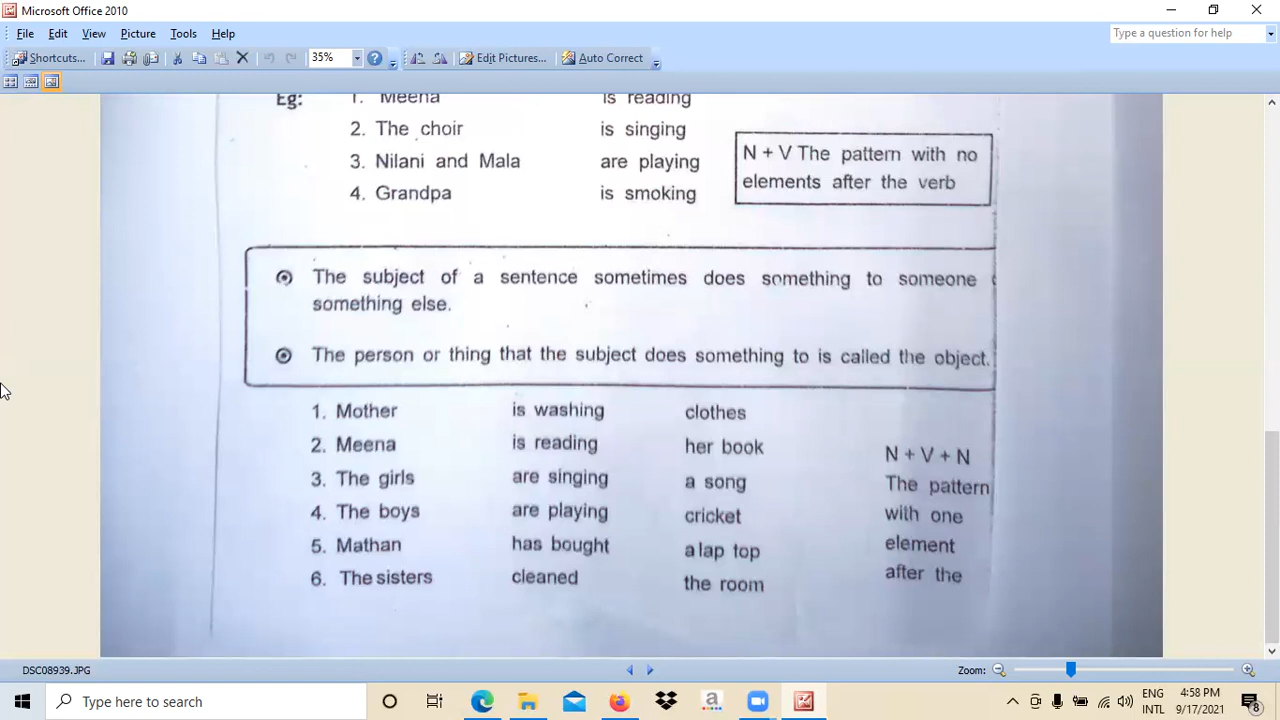 Microsoft Office 2010
File Edit View Picture Tools Help
Type a question for help
Shortcuts...
35%
Edit Pictures...
Auto Correct
Eg: 1. Meena is reading
2. The choir is singing
3. Nilani and Mala are playing
4. Grandpa is smoking
N + V The pattern with no
elements after the verb
The subject of a sentence sometimes does something to someone
something else.
The person or thing that the subject does something to is called the object.
1. Mother is washing clothes
2. Meena is reading her book
3. The girls are singing a song
4. The boys are playing cricket
5. Mathan has bought a lap top
6. The sisters cleaned the room
N + V + N
The pattern
with one
element
after the
DSC08939.JPG
Zoom:
Type here to search
ENG
INTL
4:58 PM
9/17/2021
8